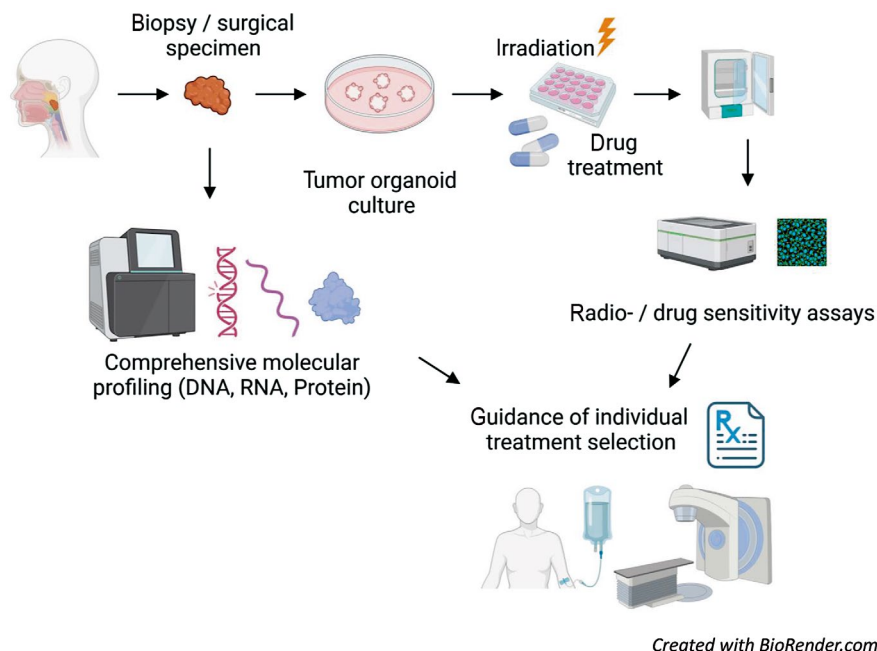 Biopsy / surgical
specimen
Irradiation
Drug
treatment
Tumor organoid
culture
Radio- / drug sensitivity assays
Comprehensive molecular
profiling (DNA, RNA, Protein)
Guidance of individual
treatment selection
Rx
Created with BioRender.com